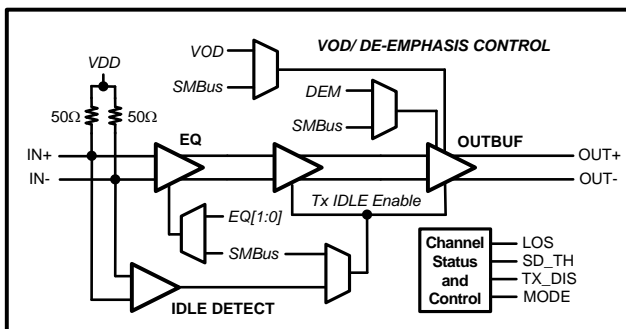 VOD/ DE-EMPHASIS CONTROL
VOD
SMBus
VDD
50Ω 50Ω
DEM
SMBus
EQ
OUTBUF
IN+
OUT+
IN-
OUT-
Tx IDLE Enable
EQ[1:0]
SMBus
IDLE DETECT
Channel
Status
and
Control
LOS
SD_TH
TX_DIS
MODE